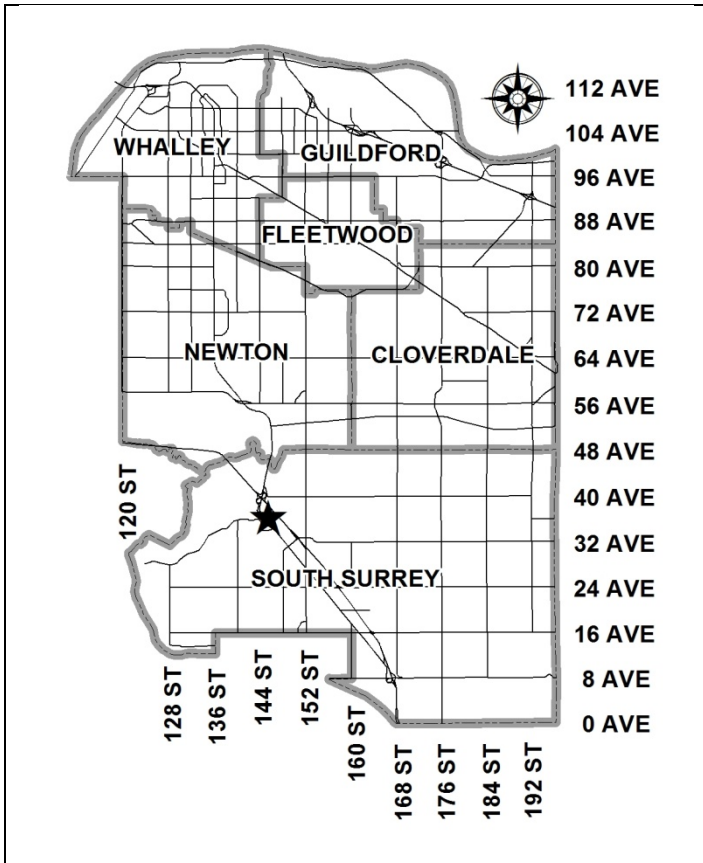 112 AVE
104 AVE
WHALLEY
GUILDFORD
96 AVE
88 AVE
FLEETWOOD
80 AVE
72 AVE
NEWTON
CLOVERDALE
64 AVE
56 AVE
48 AVE
120 ST
40 AVE
32 AVE
SOUTH SURREY
24 AVE
16 AVE
8 AVE
0 AVE
128 ST
136 ST
144 ST
152 ST
160 ST
168 ST
176 ST
184 ST
192 ST